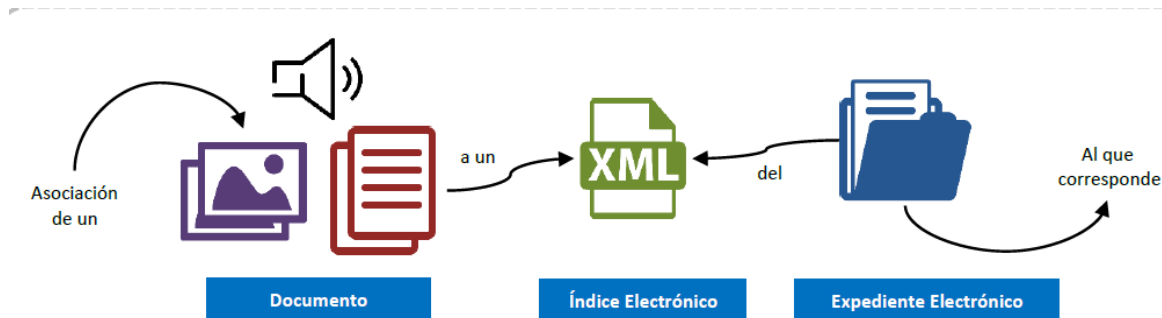 Asociación
de un
a un
XML
del
Al que
corresponde
Documento
Índice Electrónico
Expediente Electrónico